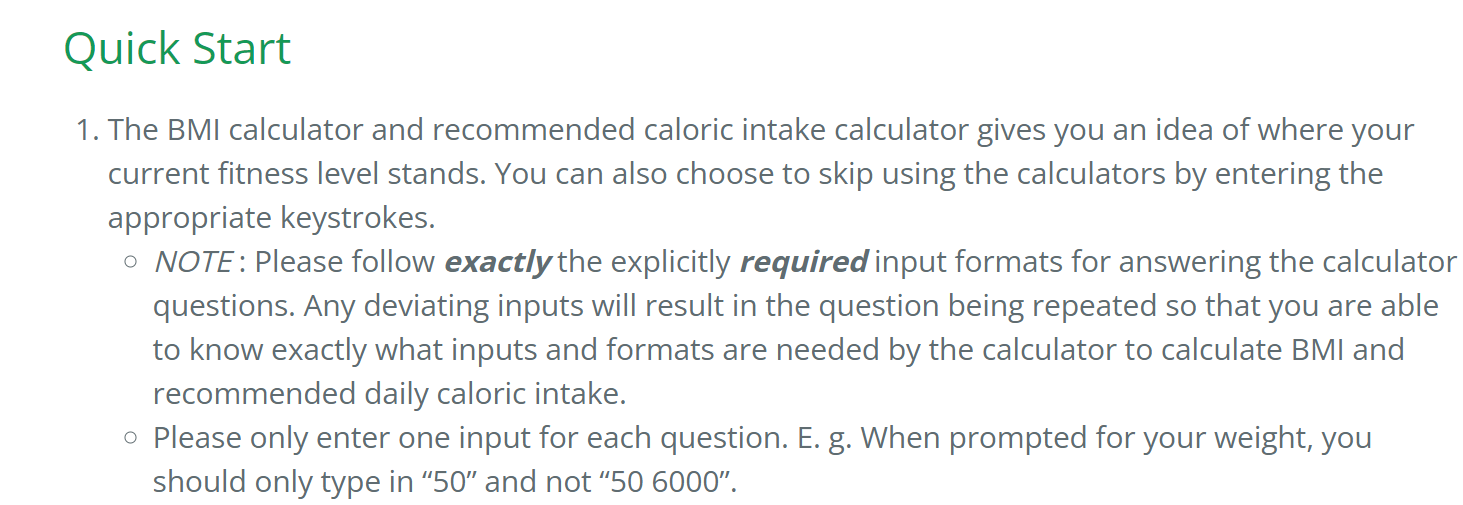 Quick Start
1. The BMI calculator and recommended caloric intake calculator gives you an idea of where your
current fitness level stands. You can also choose to skip using the calculators by entering the
appropriate keystrokes.
○ NOTE : Please follow exactly the explicitly required input formats for answering the calculator
questions. Any deviating inputs will result in the question being repeated so that you are able
to know exactly what inputs and formats are needed by the calculator to calculate BMI and
recommended daily caloric intake.
○ Please only enter one input for each question. E. g. When prompted for your weight, you
should only type in “50” and not “50 6000”.